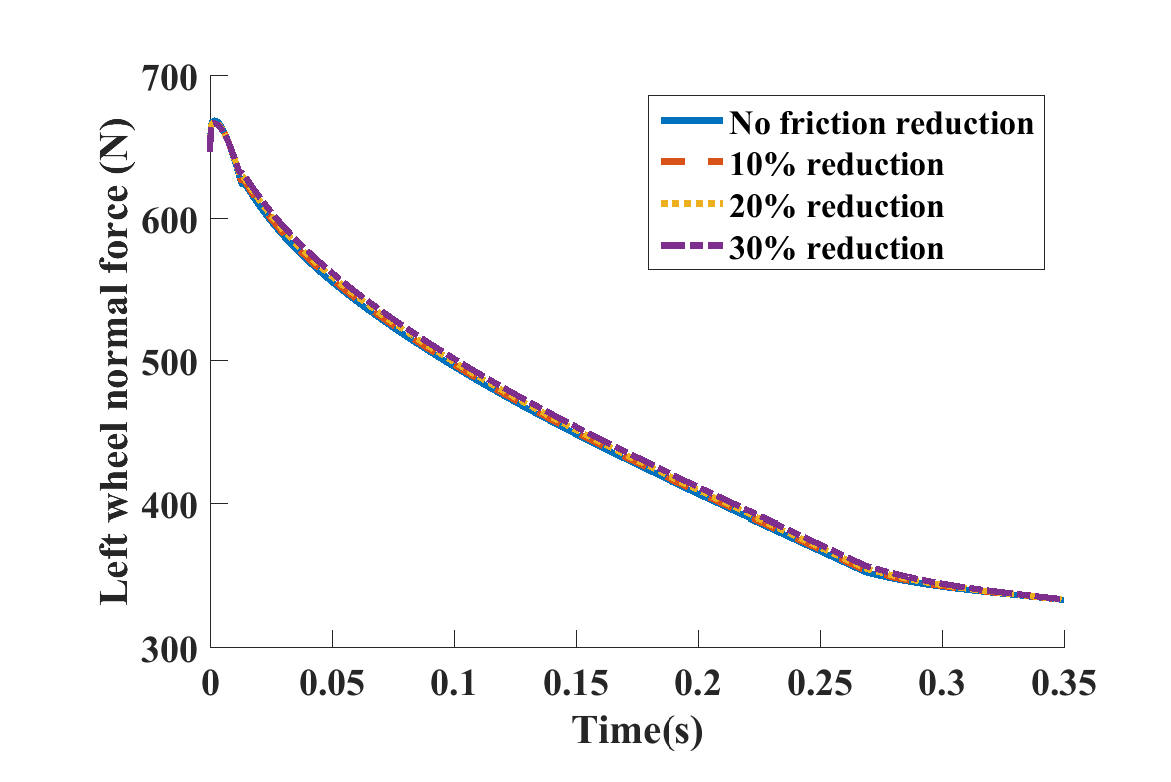 700
600
500
400
300
Left wheel normal force (N)
No friction reduction
10% reduction
20% reduction
30% reduction
0
0.05
0.1
0.15
0.2
0.25
0.3
0.35
Time(s)